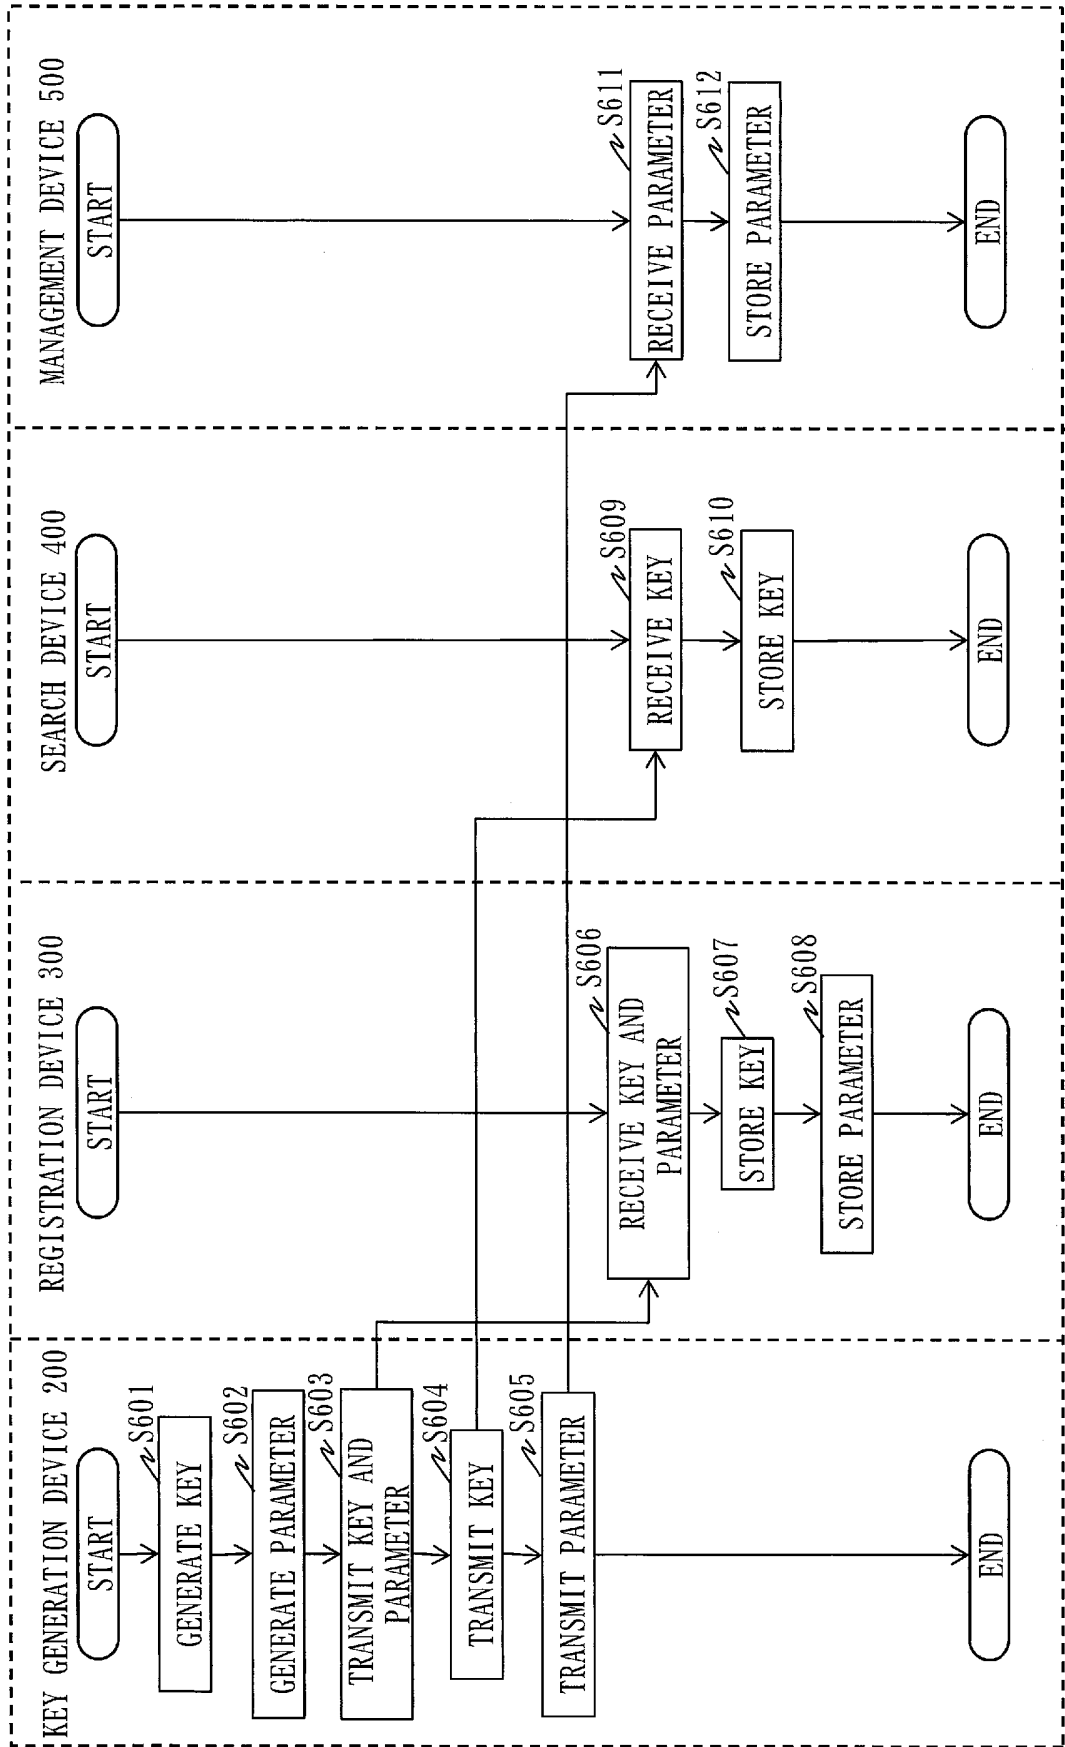 KEY GENERATION DEVICE 200
START
S601
GENERATE KEY
S602
GENERATE PARAMETER
S603
TRANSMIT KEY AND
PARAMETER
S604
TRANSMIT KEY
S605
TRANSMIT PARAMETER
END
REGISTRATION DEVICE 300
START
S606
RECEIVE KEY AND
PARAMETER
S607
STORE KEY
S608
STORE PARAMETER
END
SEARCH DEVICE 400
START
S609
RECEIVE KEY
S610
STORE KEY
END
MANAGEMENT DEVICE 500
START
S611
RECEIVE PARAMETER
S612
STORE PARAMETER
END